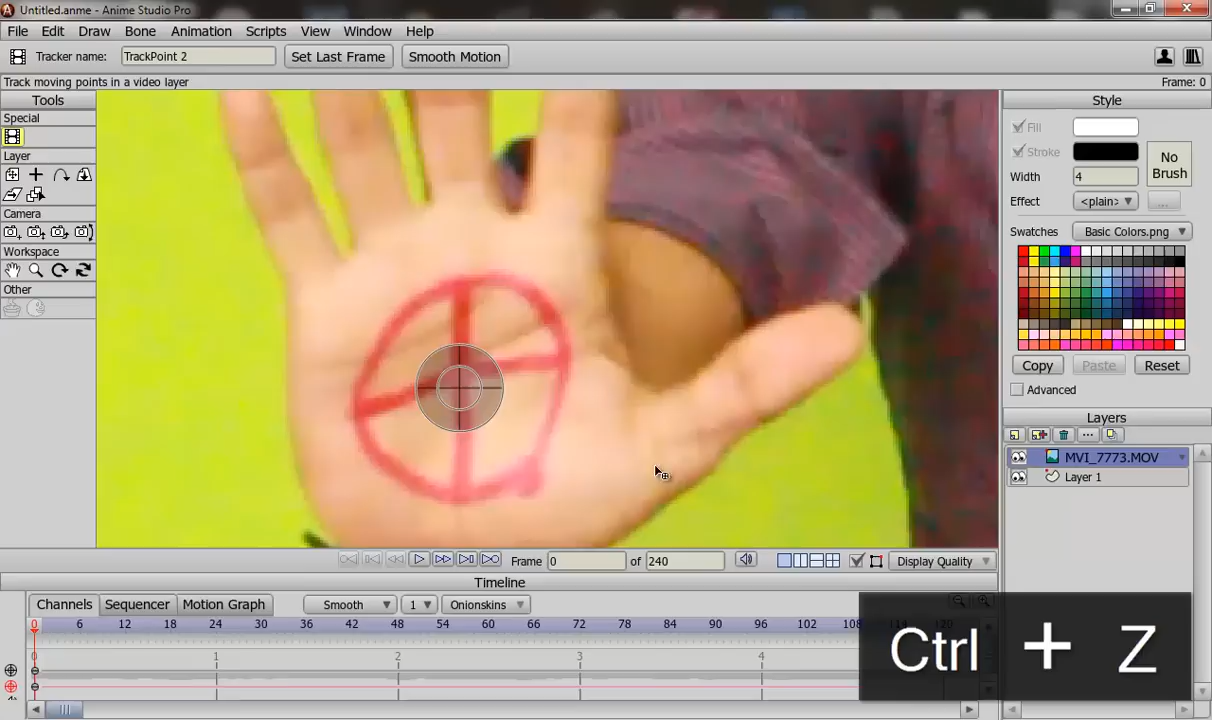 Untitled.anme - Anime Studio Pro
File Edit Draw Bone Animation Scripts View Window Help
Tracker name: TrackPoint 2 Set Last Frame Smooth Motion
Track moving points in a video layer Frame: 0
Tools
Special
Layer
Camera
Workspace
Other
Style
Fill
Stroke
No Brush
Width 4
Effect <plain> ...
Swatches Basic Colors.png
Copy Paste Reset
Advanced
Layers
MVI_7773.MOV
Layer 1
Frame 0 of 240 Display Quality
Timeline
Channels Sequencer Motion Graph Smooth 1 Onionskins
0 6 12 18 24 30 36 42 48 54 60 66 72 78 84 90 96 102 108 120
0 1 2 3 4
Ctrl + Z